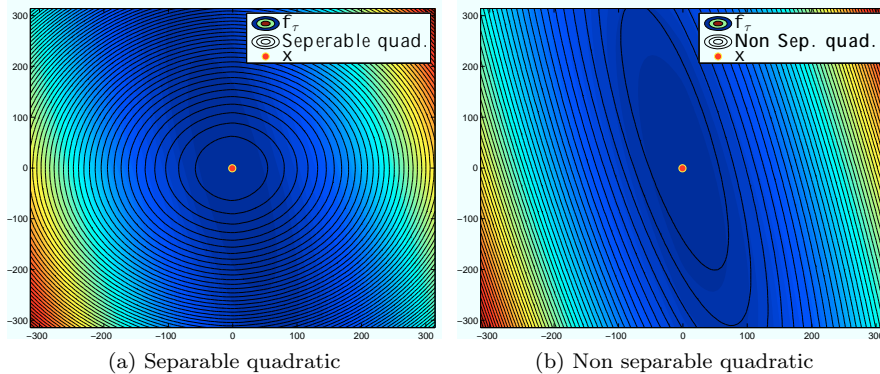 f_τ
Seperable quad.
x
300
200
100
0
−100
−200
−300
−300 −200 −100 0 100 200 300
(a) Separable quadratic
f_τ
Non Sep. quad.
x
300
200
100
0
−100
−200
−300
−300 −200 −100 0 100 200 300
(b) Non separable quadratic